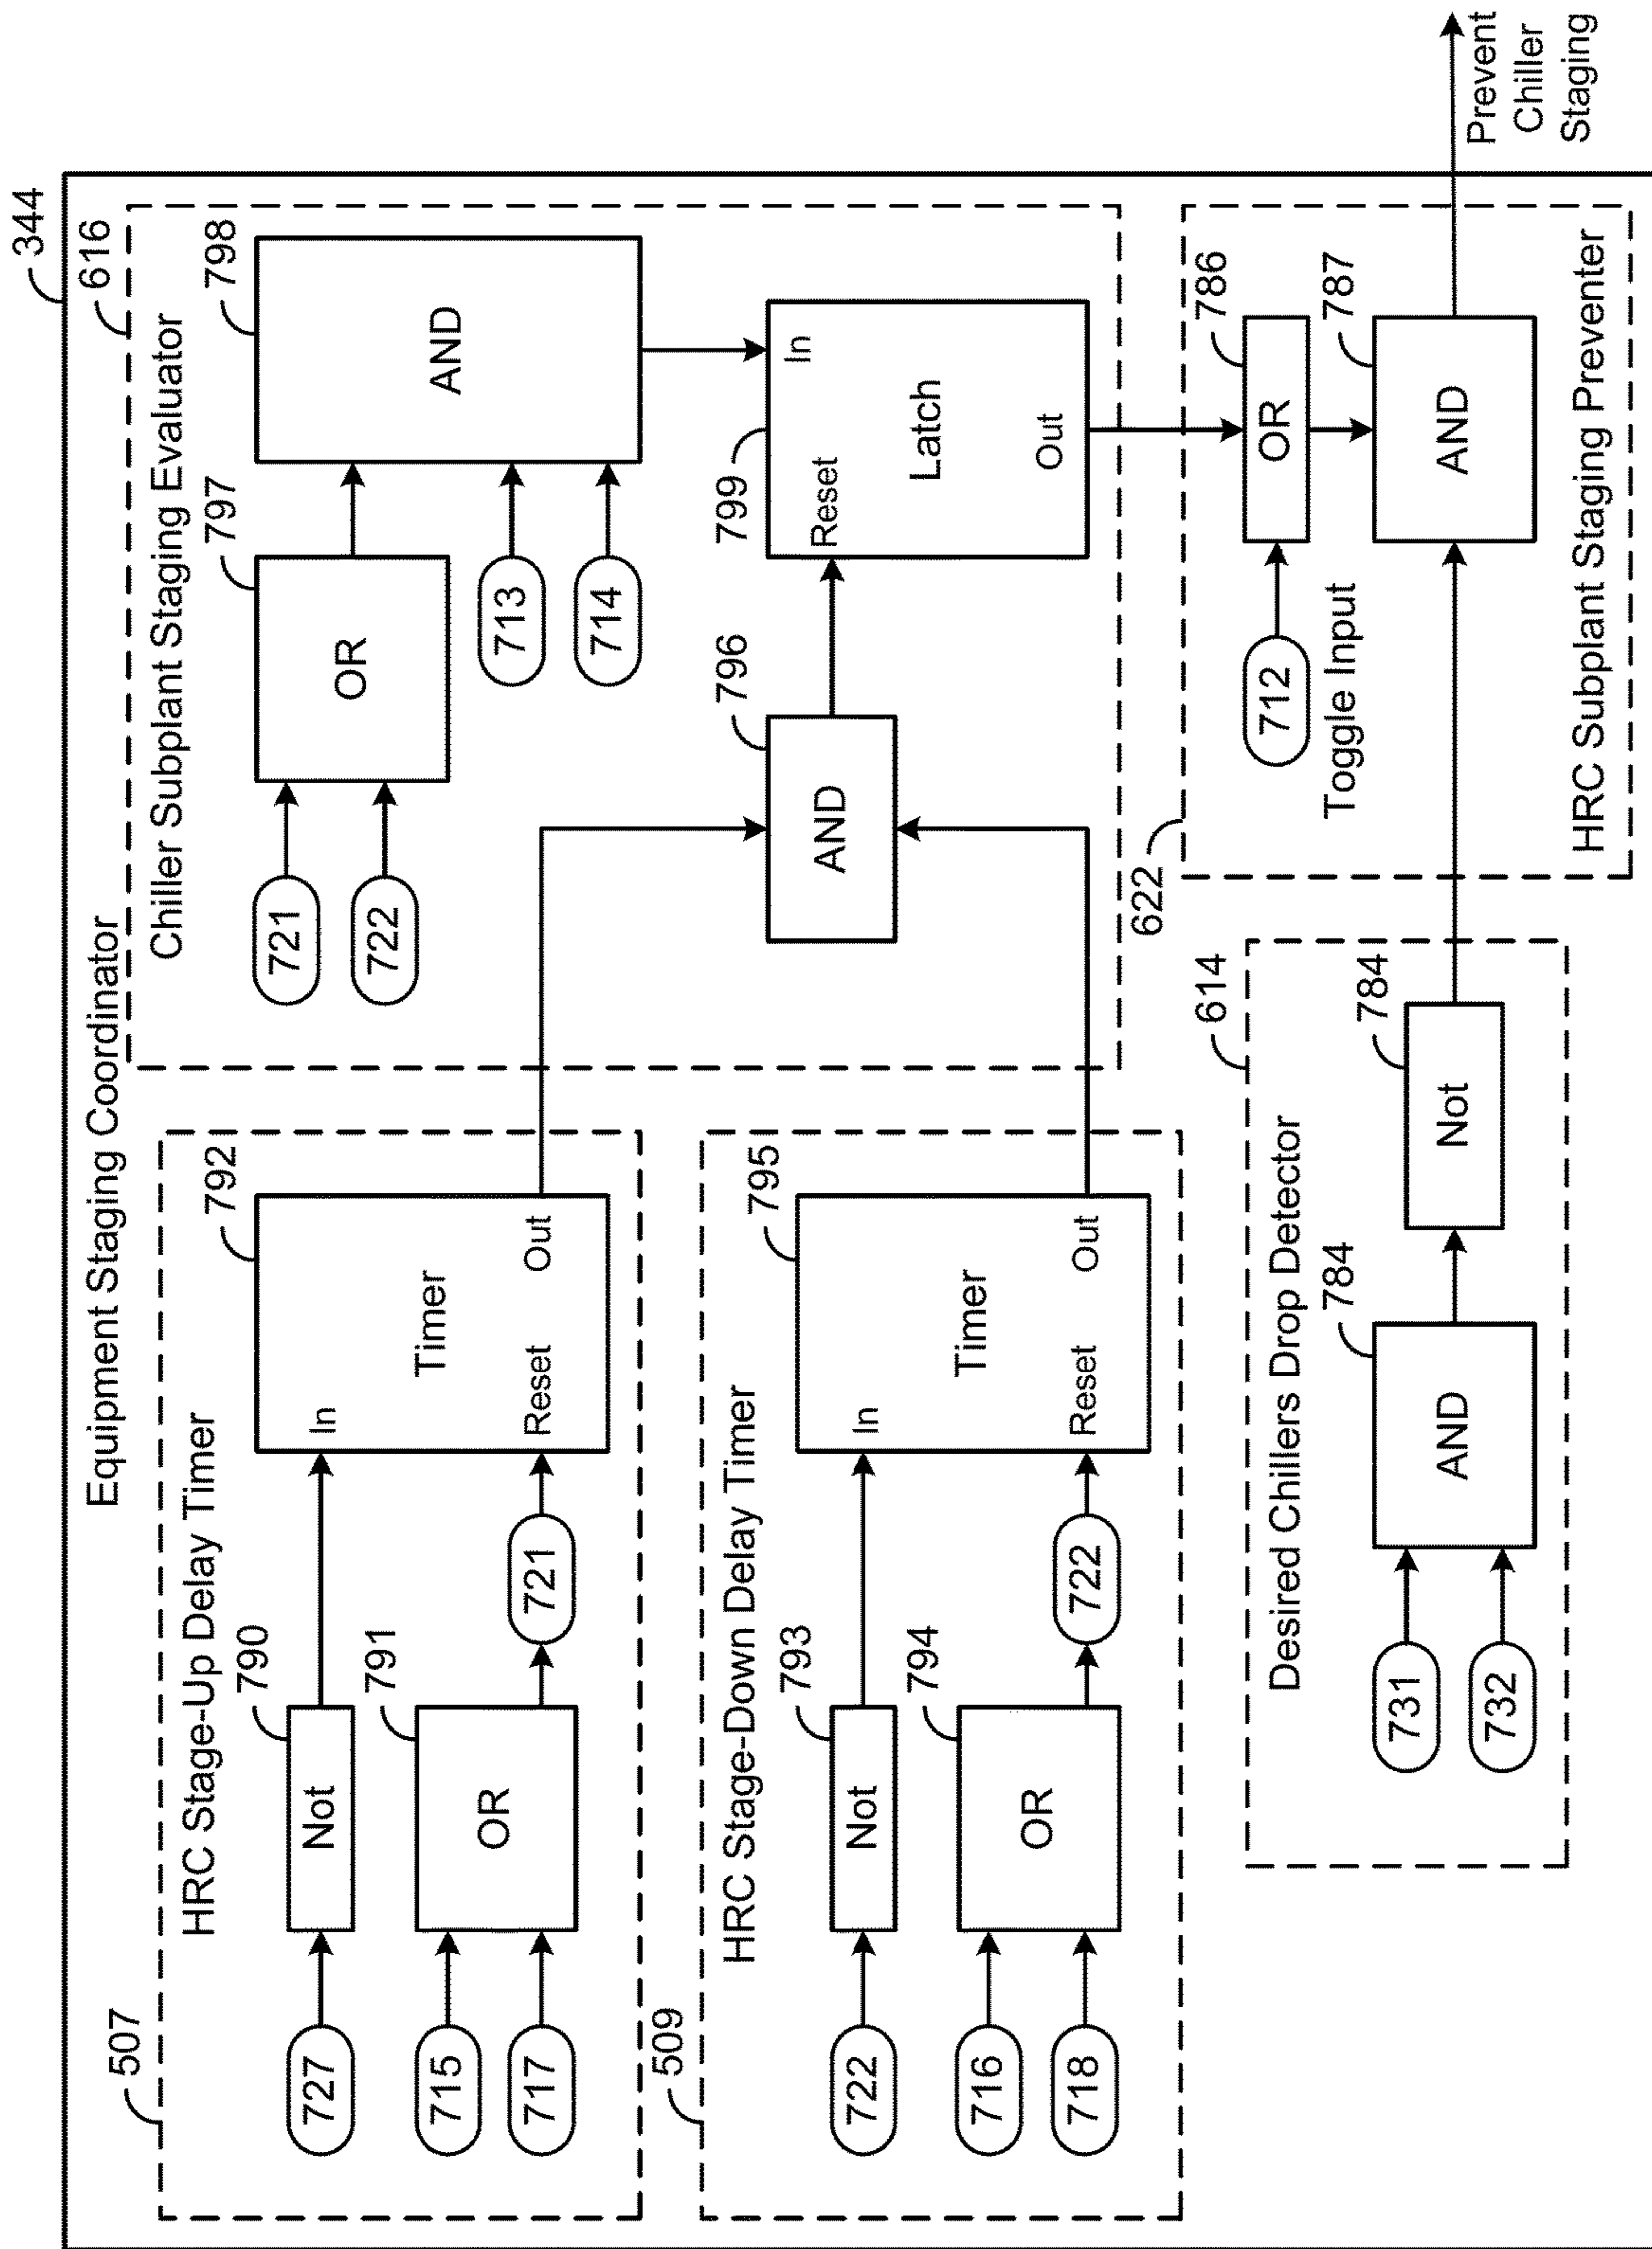 344
Equipment Staging Coordinator
507
HRC Stage-Up Delay Timer
727
Not
790
715
717
OR
791
721
In
Timer
Reset
Out
792
509
HRC Stage-Down Delay Timer
722
Not
793
716
718
OR
794
722
In
Timer
Reset
Out
795
616
Chiller Subplant Staging Evaluator
721
722
OR
797
713
714
AND
798
AND
796
Reset
In
Latch
Out
799
614
Desired Chillers Drop Detector
731
732
AND
784
Not
784
622
712
Toggle Input
OR
786
AND
787
HRC Subplant Staging Preventer
Prevent
Chiller
Staging